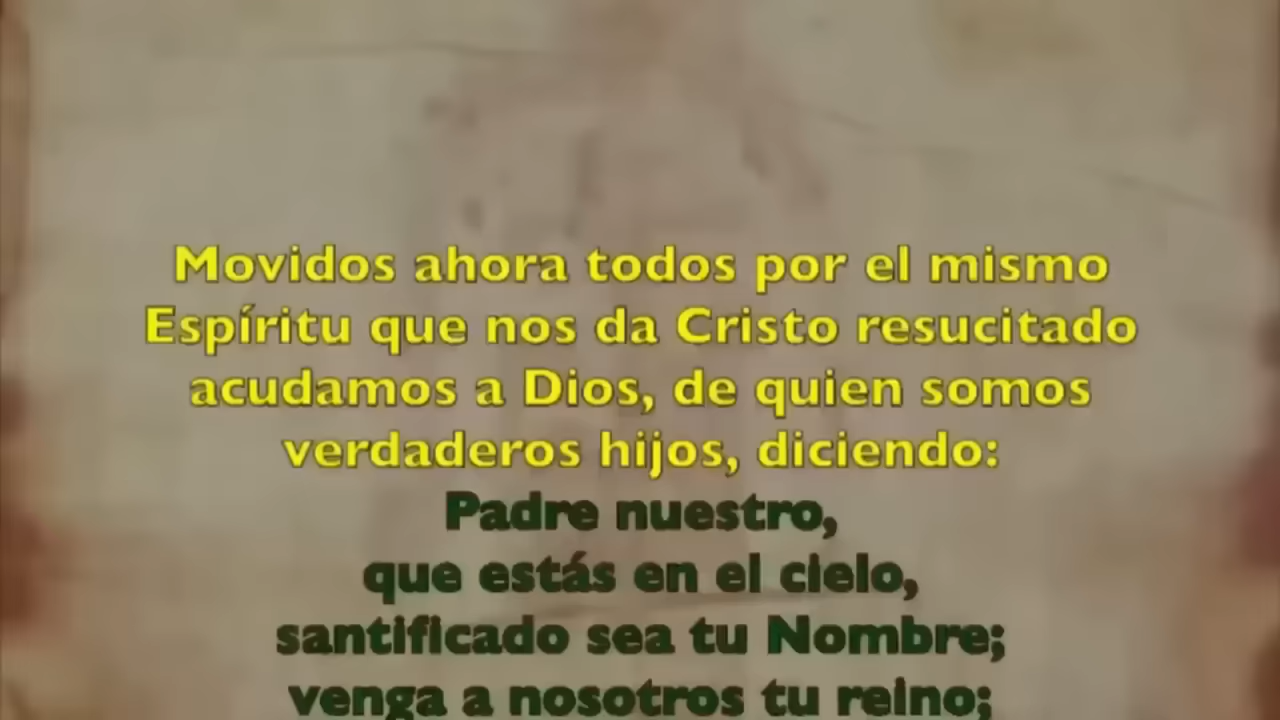 Movidos ahora todos por el mismo
Espíritu que nos da Cristo resucitado
acudamos a Dios, de quien somos
verdaderos hijos, diciendo:
Padre nuestro,
que estás en el cielo,
santificado sea tu Nombre;
venga a nosotros tu reino;